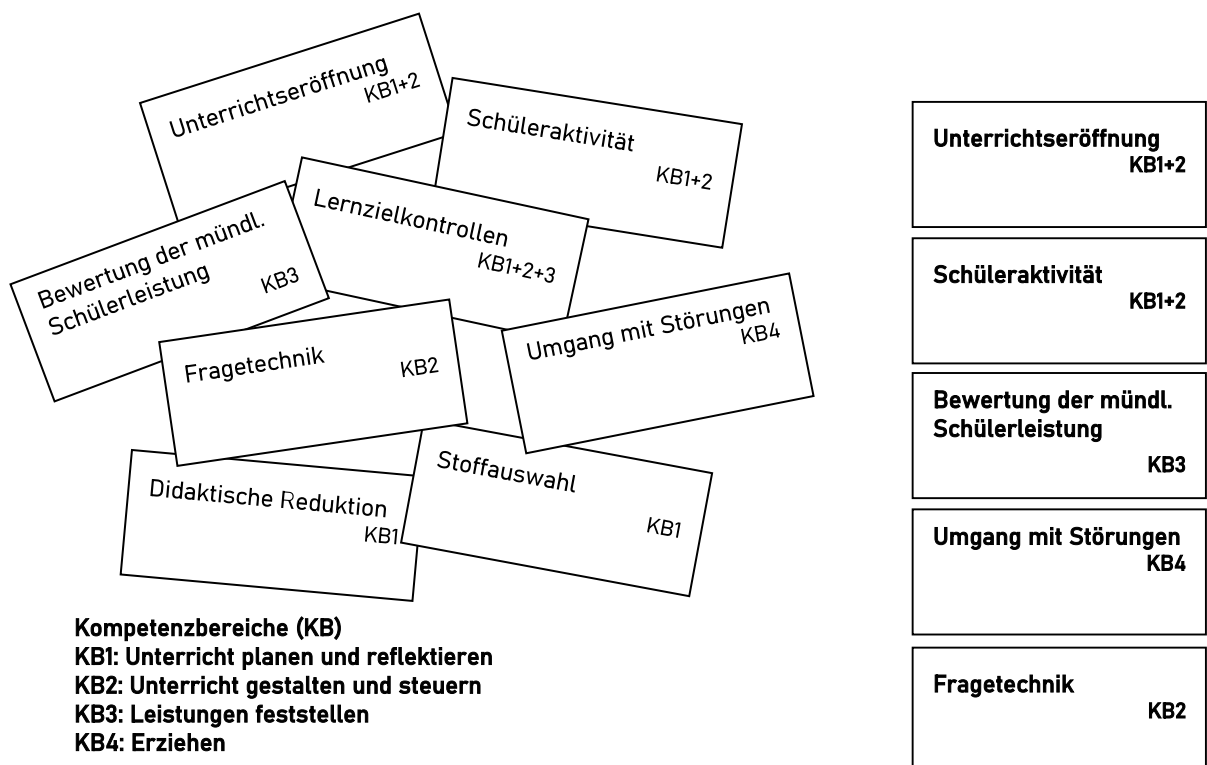 Unterrichtseröffnung
KB1+2
Schüleraktivität
KB1+2
Lernzielkontrollen
KB1+2+3
Bewertung der mündl.
Schülerleistung
KB3
Umgang mit Störungen
KB4
Fragetechnik
KB2
Stoffauswahl
KB1
Didaktische Reduktion
KB1
Kompetenzbereiche (KB)
KB1: Unterricht planen und reflektieren
KB2: Unterricht gestalten und steuern
KB3: Leistungen feststellen
KB4: Erziehen
Unterrichtseröffnung
KB1+2
Schüleraktivität
KB1+2
Bewertung der mündl.
Schülerleistung
KB3
Umgang mit Störungen
KB4
Fragetechnik
KB2